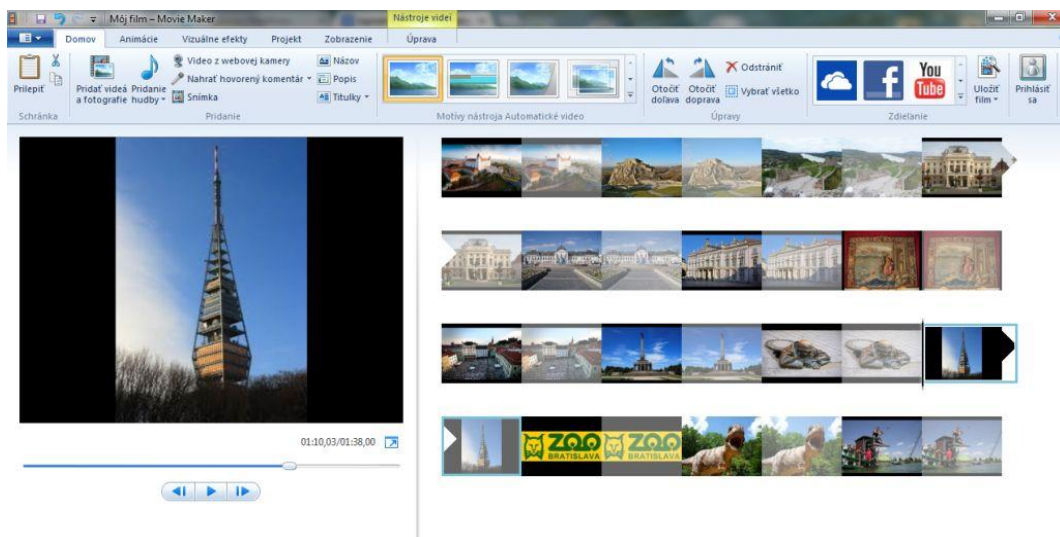 Môj film – Movie Maker
Nástroje videí
Domov Animácie Vizuálne efekty Projekt Zobrazenie Úprava
Prilepiť
Pridať videá a fotografie
Pridanie hudby
Video z webovej kamery
Nahrať hovorený komentár
Snímka
Názov
Popis
Titulky
Otočiť doľava
Otočiť doprava
Odstrániť
Vybrať všetko
You
Tube
Uložiť film
Prihlásiť sa
Schránka Pridanie Motívy nástroja Automatické video Úpravy Zdieľanie
01:10,03/01:38,00
ZOO BRATISLAVA ZOO BRATISLAVA